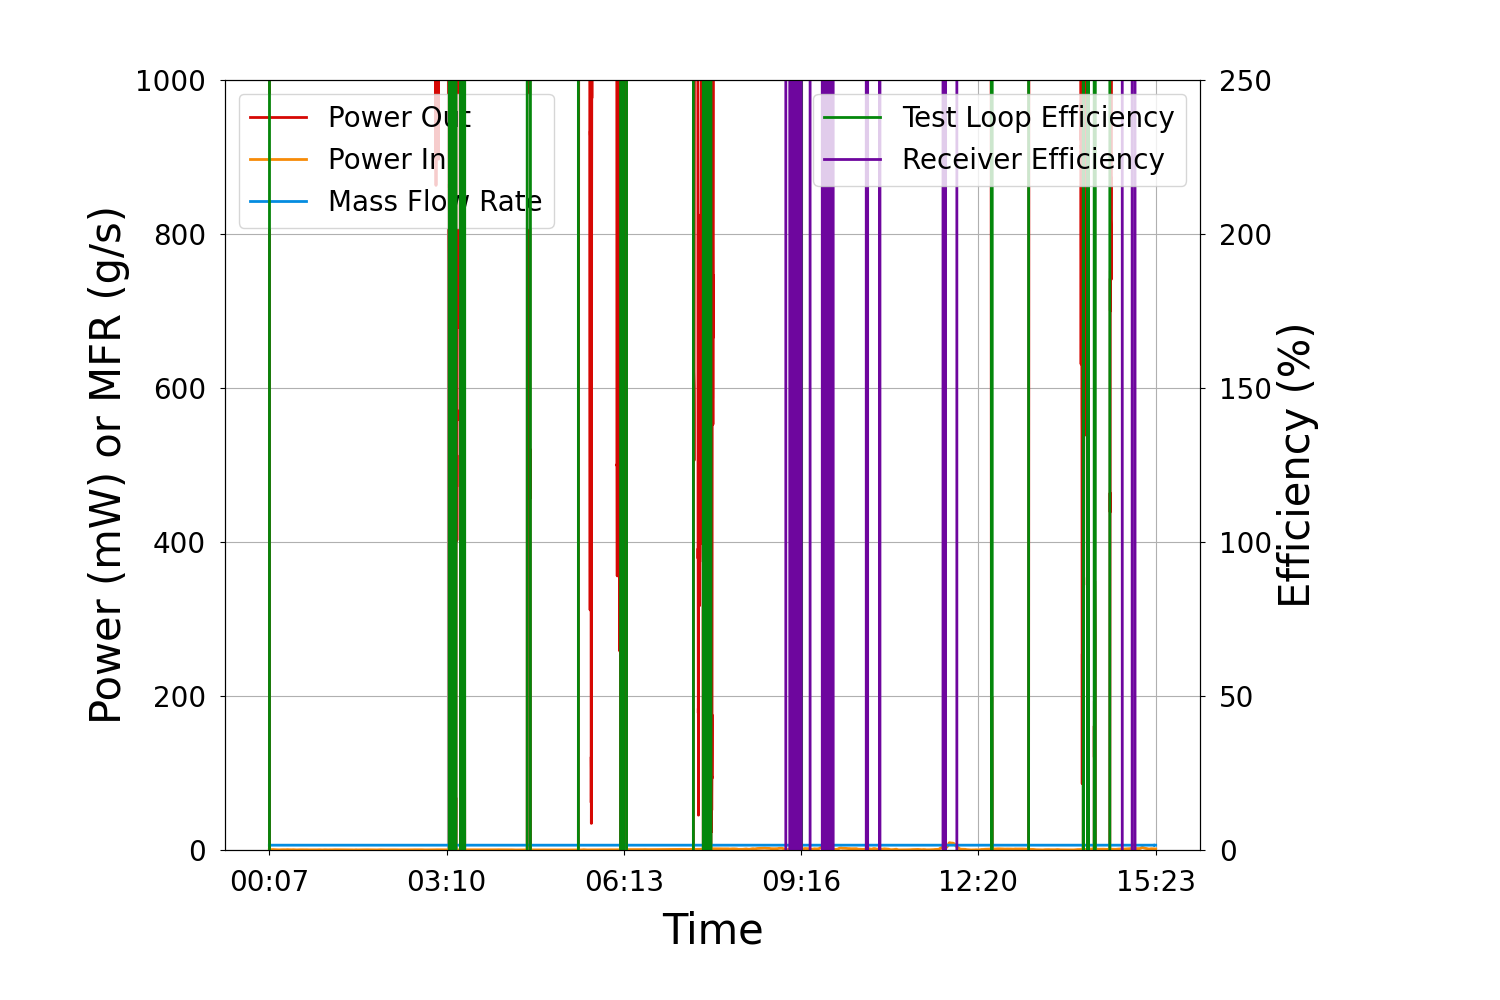 Power (mW) or MFR (g/s)
1000
800
600
400
200
0
Power Out
Power In
Mass Flow Rate
Test Loop Efficiency
Receiver Efficiency
250
200
150
100
50
0
Efficiency (%)
00:07 03:10 06:13 09:16 12:20 15:23
Time